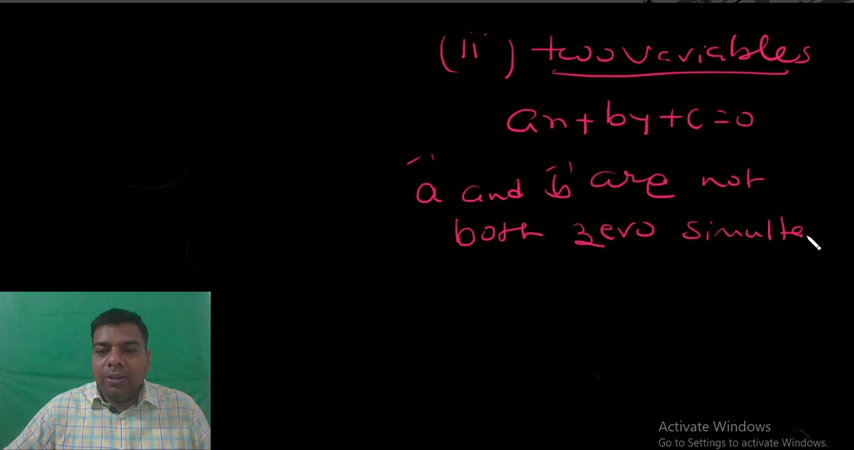 (ii) two variables
ax + by + c = 0
'a' and 'b' are not
both zero simulte
Activate Windows
Go to Settings to activate Windows.